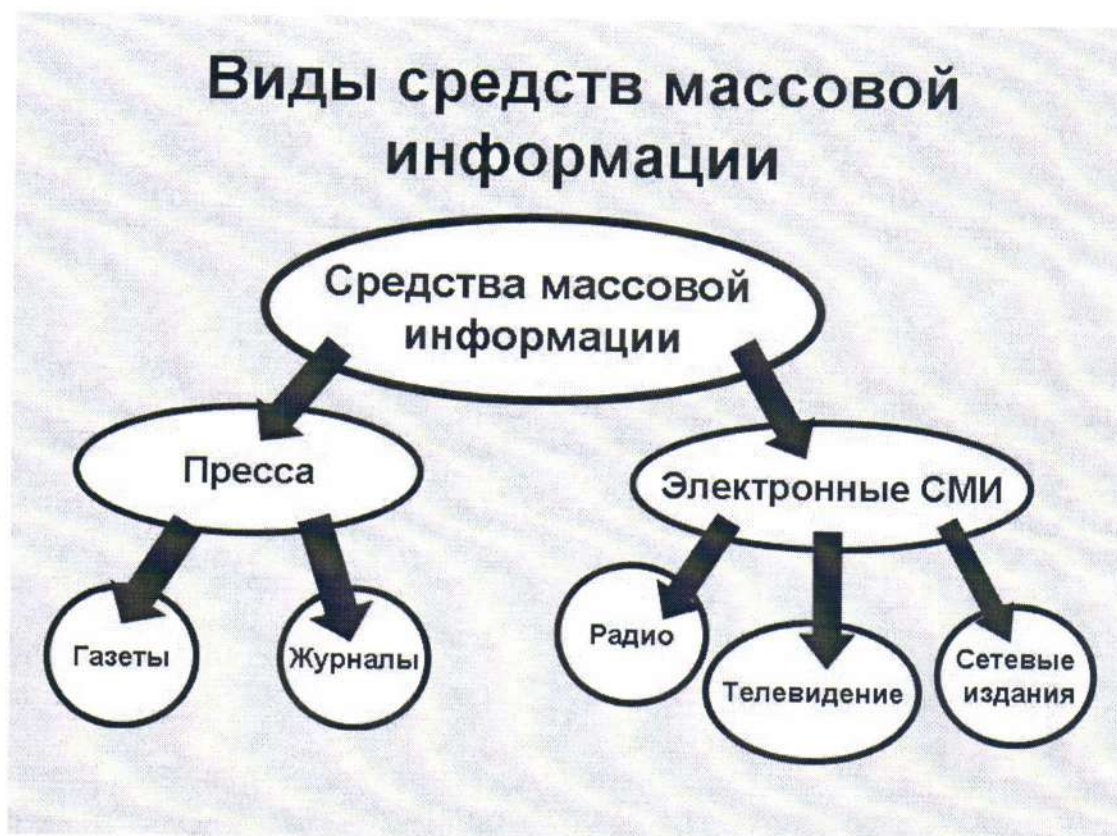 Виды средств массовой
информации
Средства массовой
информации
Пресса
Электронные СМИ
Газеты
Журналы
Радио
Телевидение
Сетевые
издания